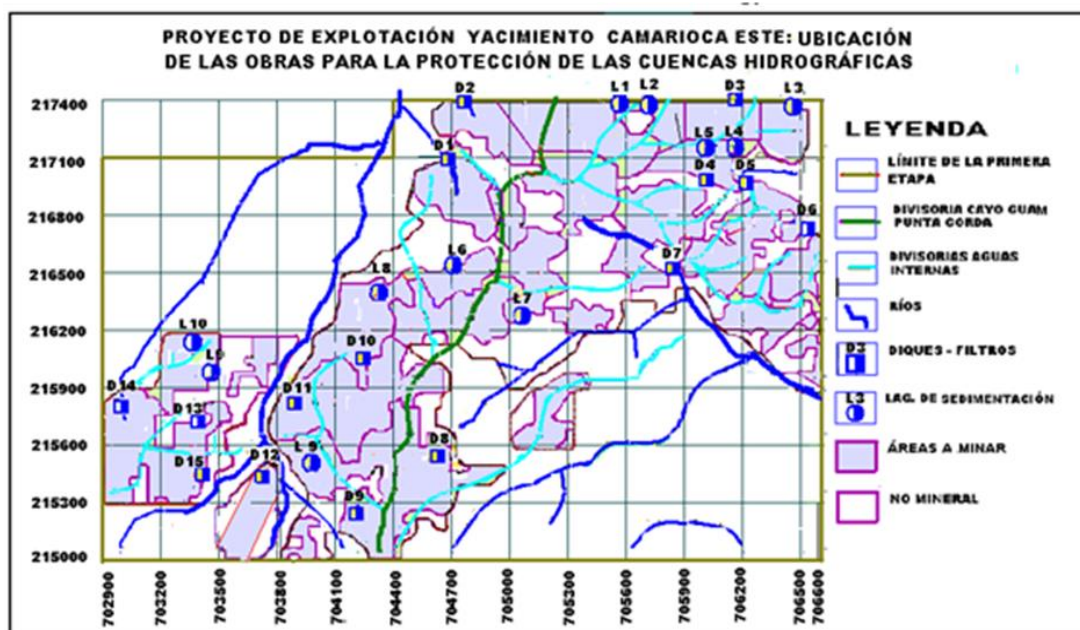 PROYECTO DE EXPLOTACIÓN YACIMIENTO CAMARIOCA ESTE: UBICACIÓN
DE LAS OBRAS PARA LA PROTECCIÓN DE LAS CUENCAS HIDROGRÁFICAS
217400
217100
216800
216500
216200
215900
215600
215300
215000
D2
L1
L2
D3
L3
D1
L5
L4
D4
D5
D6
L6
D7
L8
L7
L10
L9
D10
D14
D11
D13
D15
D12
L9
D8
D9
702900
703200
703500
703800
704100
704400
704700
705000
705300
705600
705900
706200
706500
706600
LEYENDA
LÍNITE DE LA PRIMERA
ETAPA
DIVISORIA CAYO GUAM
PUNTA GORDA
DIVISORIAS AGUAS
INTERNAS
RÍOS
D3
DIQUES - FILTROS
L3
LAG. DE SEDIMENTACIÓN
ÁREAS A MINAR
NO MINERAL